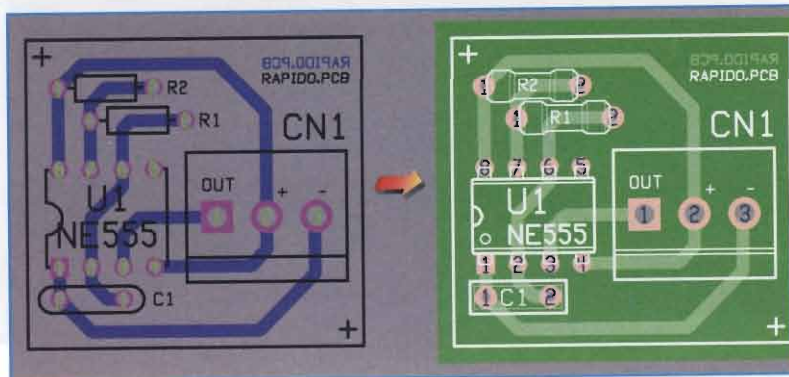 RAPIDO.PCB
RAPIDO.PCB
R2
R1
CN1
OUT
+
-
U1
NE555
C1
RAPIDO.PCB
RAPIDO.PCB
1
R2
2
1
R1
2
CN1
8
7
6
5
OUT
+
-
U1
NE555
1
2
3
1
2
3
4
1
C1
2